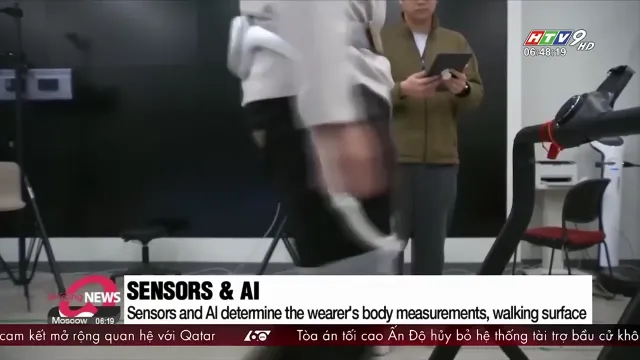 HTV9 HD
06:48:19
SENSORS & AI
Sensors and AI determine the wearer's body measurements, walking surface
NEWS
Moscow 06:19
cam kết mở rộng quan hệ với Qatar 60 Tòa án tối cao Ấn Độ hủy bỏ hệ thống tài trợ bầu cử khô